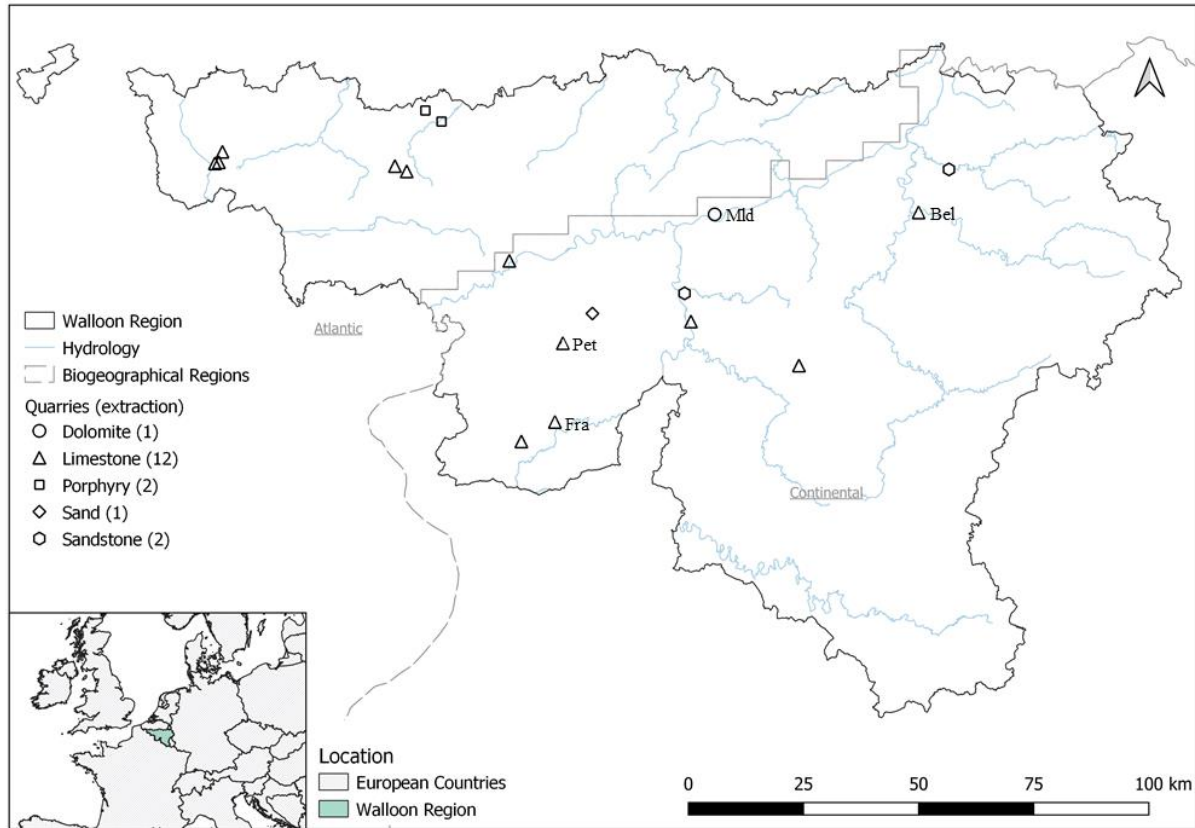 Mld
Bel
Atlantic
Pet
Fra
Continental
Walloon Region
Hydrology
Biogeographical Regions
Quarries (extraction)
Dolomite (1)
Limestone (12)
Porphyry (2)
Sand (1)
Sandstone (2)
Location
European Countries
Walloon Region
0 25 50 75 100 km